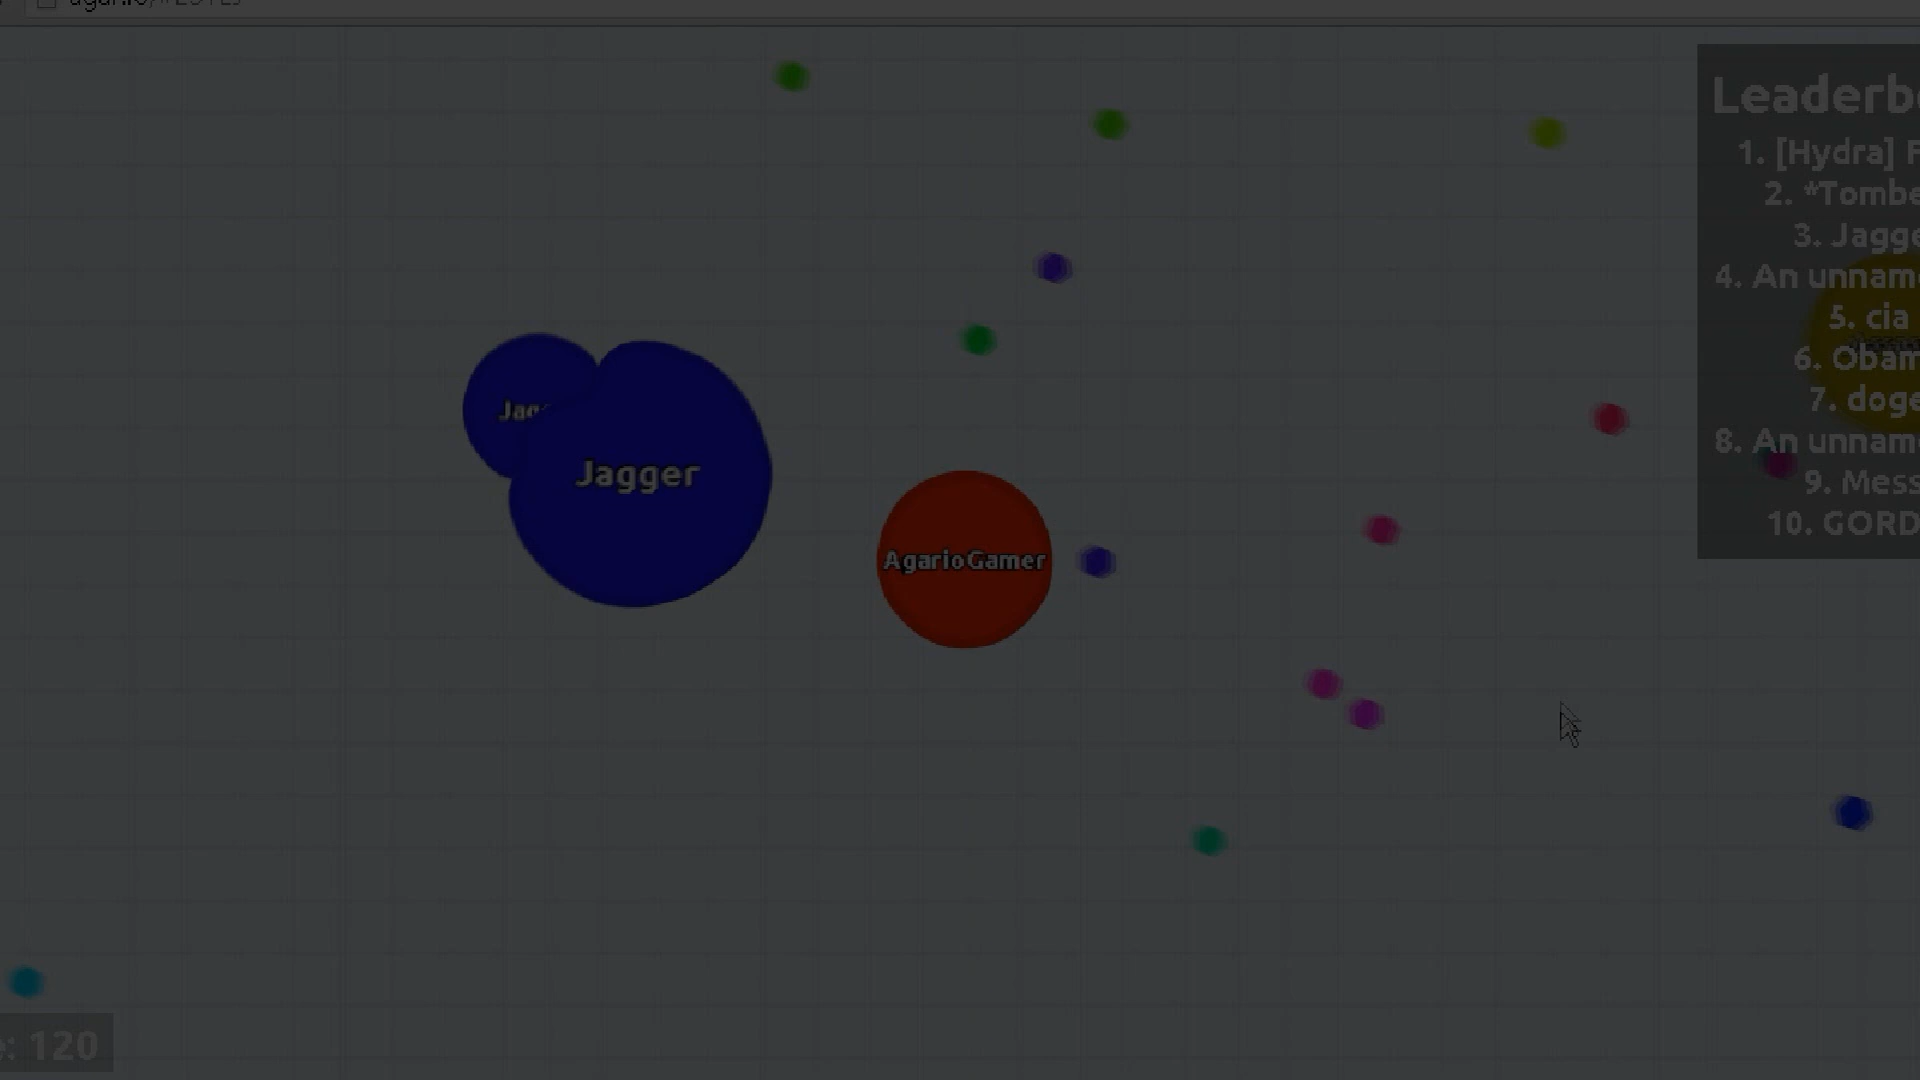 Leaderb
1. [Hydra] F
2. *Tombe
3. Jagge
4. An unnam
5. cia
6. Obam
7. doge
8. An unnam
9. Mess
10. GORD
Jagg
Jagger
AgarioGamer
: 120